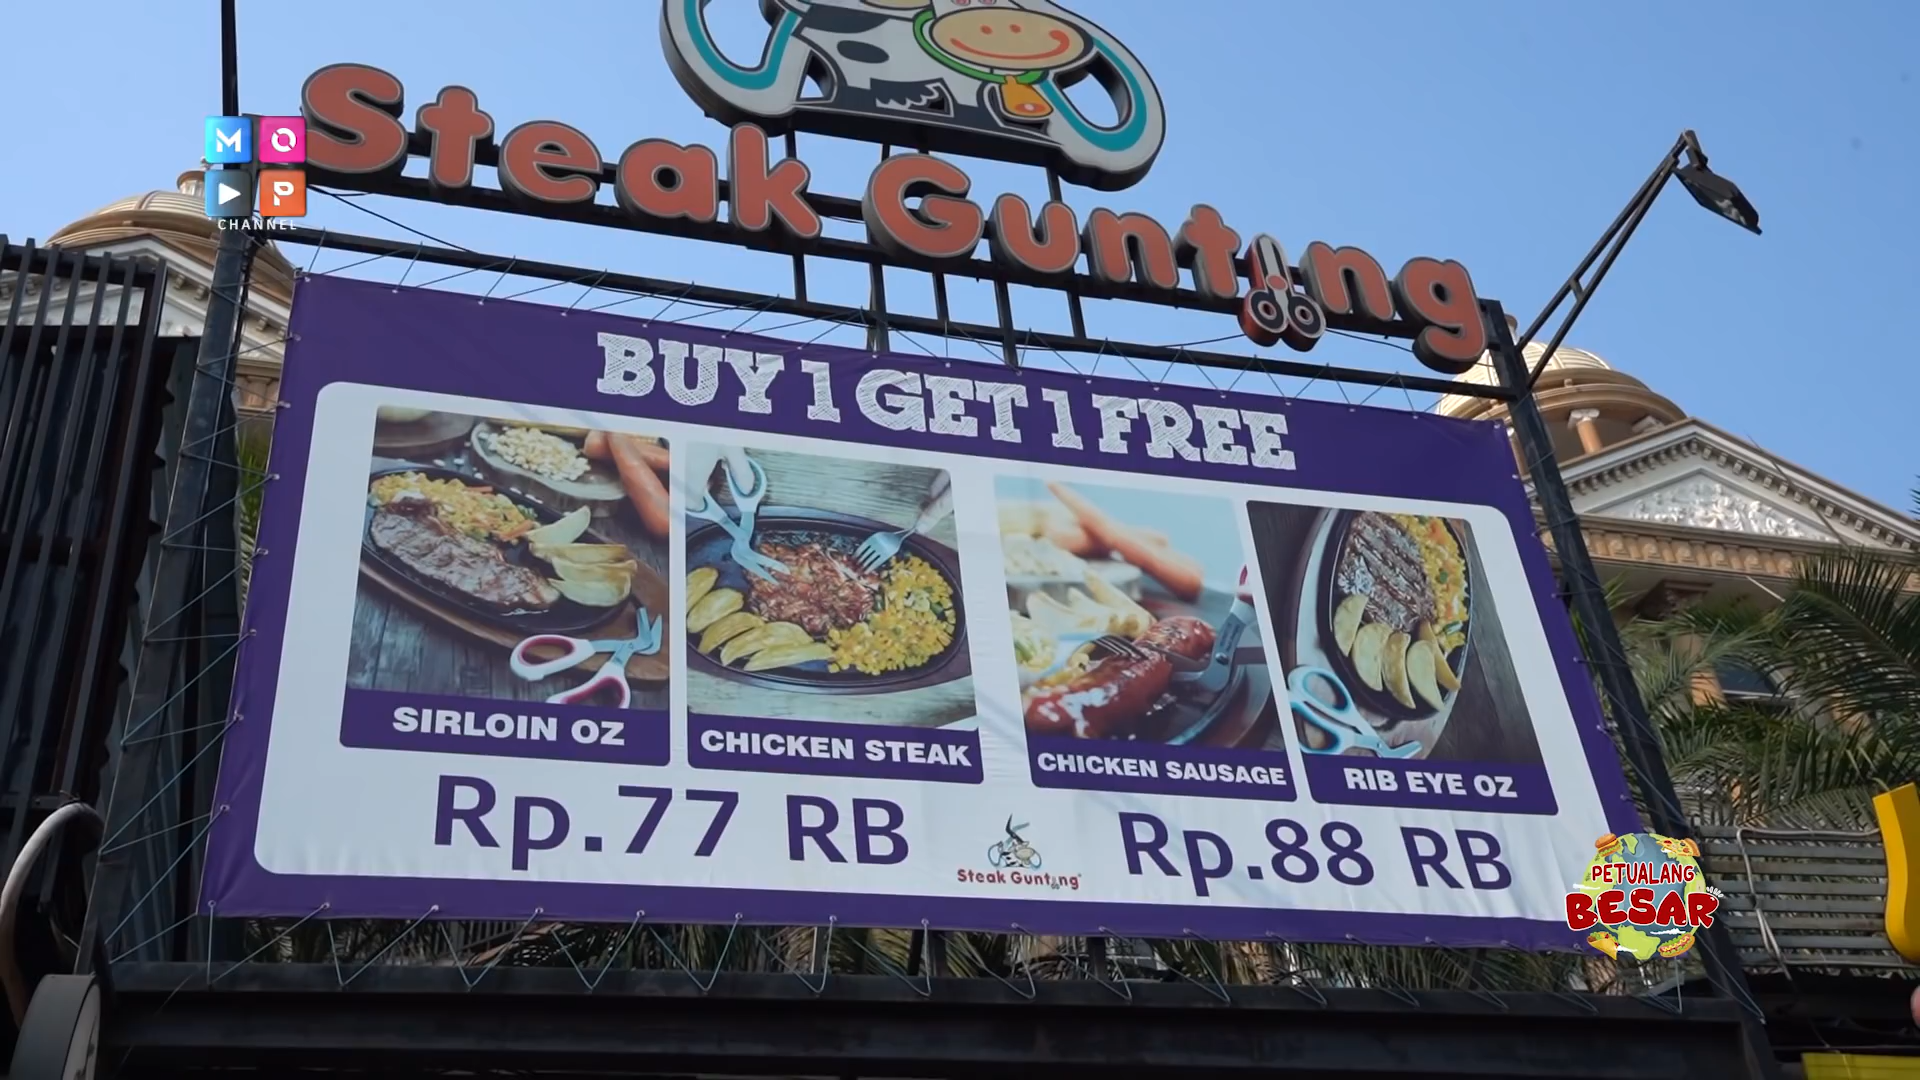 Steak Gunting
M O
P
CHANNEL
BUY 1 GET 1 FREE
SIRLOIN OZ
CHICKEN STEAK
CHICKEN SAUSAGE
RIB EYE OZ
Rp.77 RB
Rp.88 RB
Steak Gunting
PETUALANG
BESAR